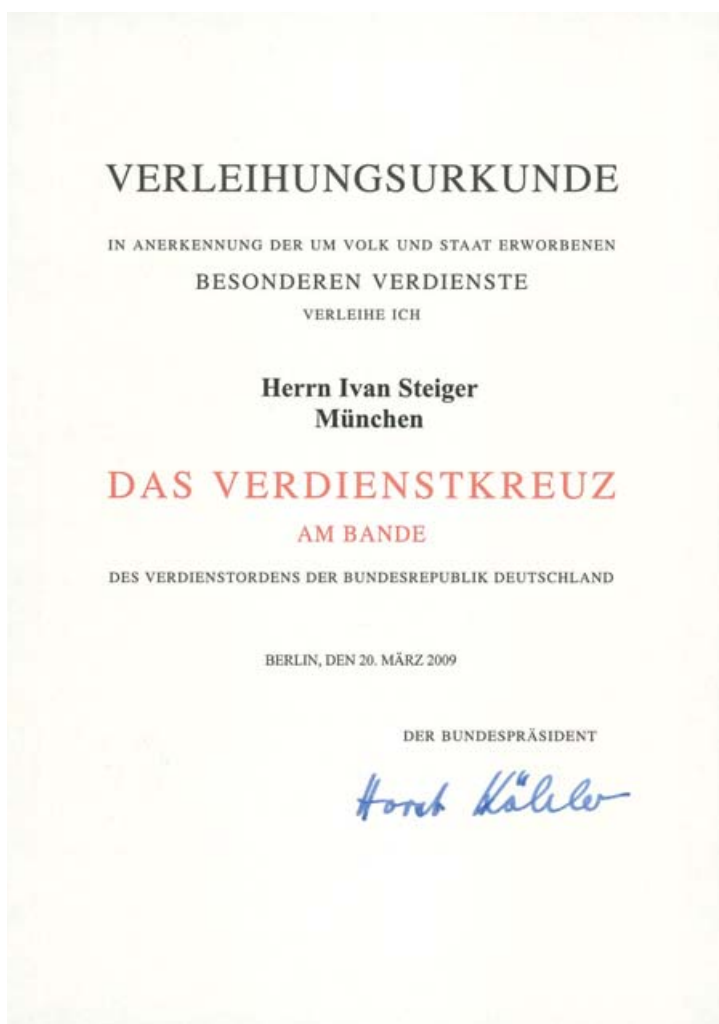 VERLEIHUNGSURKUNDE
IN ANERKENNUNG DER UM VOLK UND STAAT ERWORBENEN
BESONDEREN VERDIENSTE
VERLEIHE ICH
Herrn Ivan Steiger
München
DAS VERDIENSTKREUZ
AM BANDE
DES VERDIENSTORDENS DER BUNDESREPUBLIK DEUTSCHLAND
BERLIN, DEN 20. MÄRZ 2009
DER BUNDESPRÄSIDENT
Horst Köhler